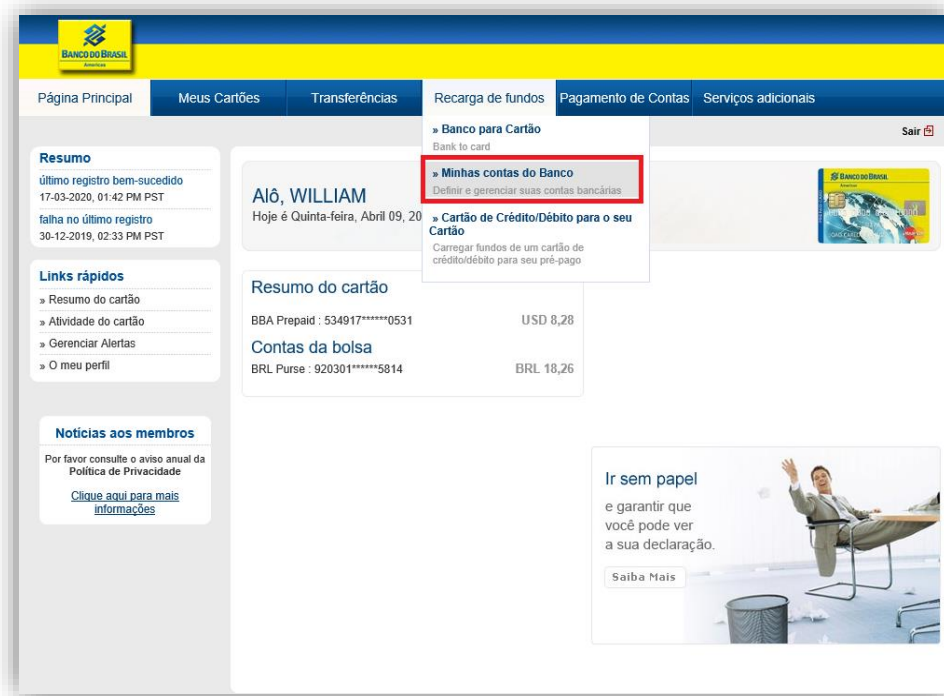 BANCO DO BRASIL
Americas
Página Principal
Meus Cartões
Transferências
Recarga de fundos
Pagamento de Contas
Serviços adicionais
Sair
» Banco para Cartão
Bank to card
» Minhas contas do Banco
Definir e gerenciar suas contas bancárias
» Cartão de Crédito/Débito para o seu
Cartão
Carregar fundos de um cartão de
crédito/débito para seu pré-pago
Resumo
último registro bem-sucedido
17-03-2020, 01:42 PM PST
falha no último registro
30-12-2019, 02:33 PM PST
Links rápidos
» Resumo do cartão
» Atividade do cartão
» Gerenciar Alertas
» O meu perfil
Notícias aos membros
Por favor consulte o aviso anual da
Política de Privacidade
Clique aqui para mais
informações
Alô, WILLIAM
Hoje é Quinta-feira, Abril 09, 20
BANCO DO BRASIL
Resumo do cartão
BBA Prepaid : 534917******0531 USD 8,28
Contas da bolsa
BRL Purse : 920301******5814 BRL 18,26
Ir sem papel
e garantir que
você pode ver
a sua declaração.
Saiba Mais